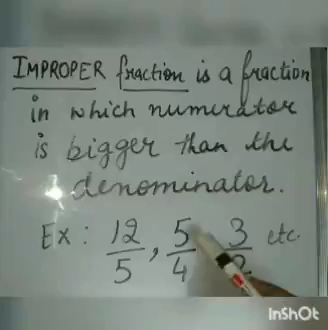 IMPROPER fraction is a fraction
in which numerator
is bigger than the
denominator.
Ex : 12/5, 5/4 3/2 etc.
InShOt